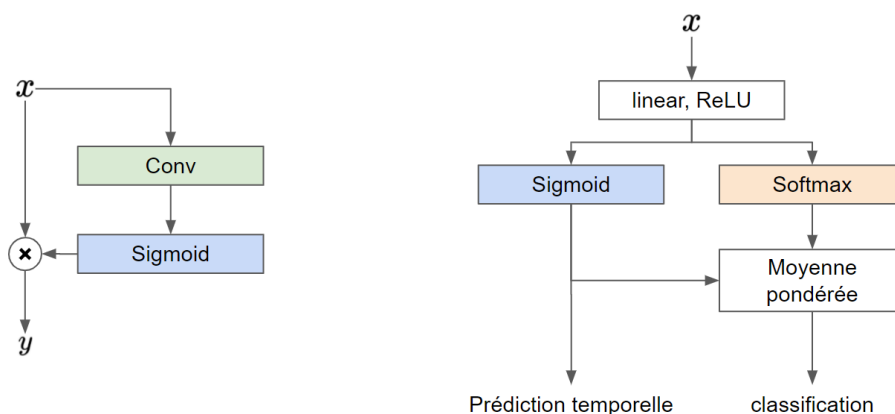 x
Conv
Sigmoid
×
y
x
linear, ReLU
Sigmoid
Softmax
Moyenne
pondérée
Prédiction temporelle
classification